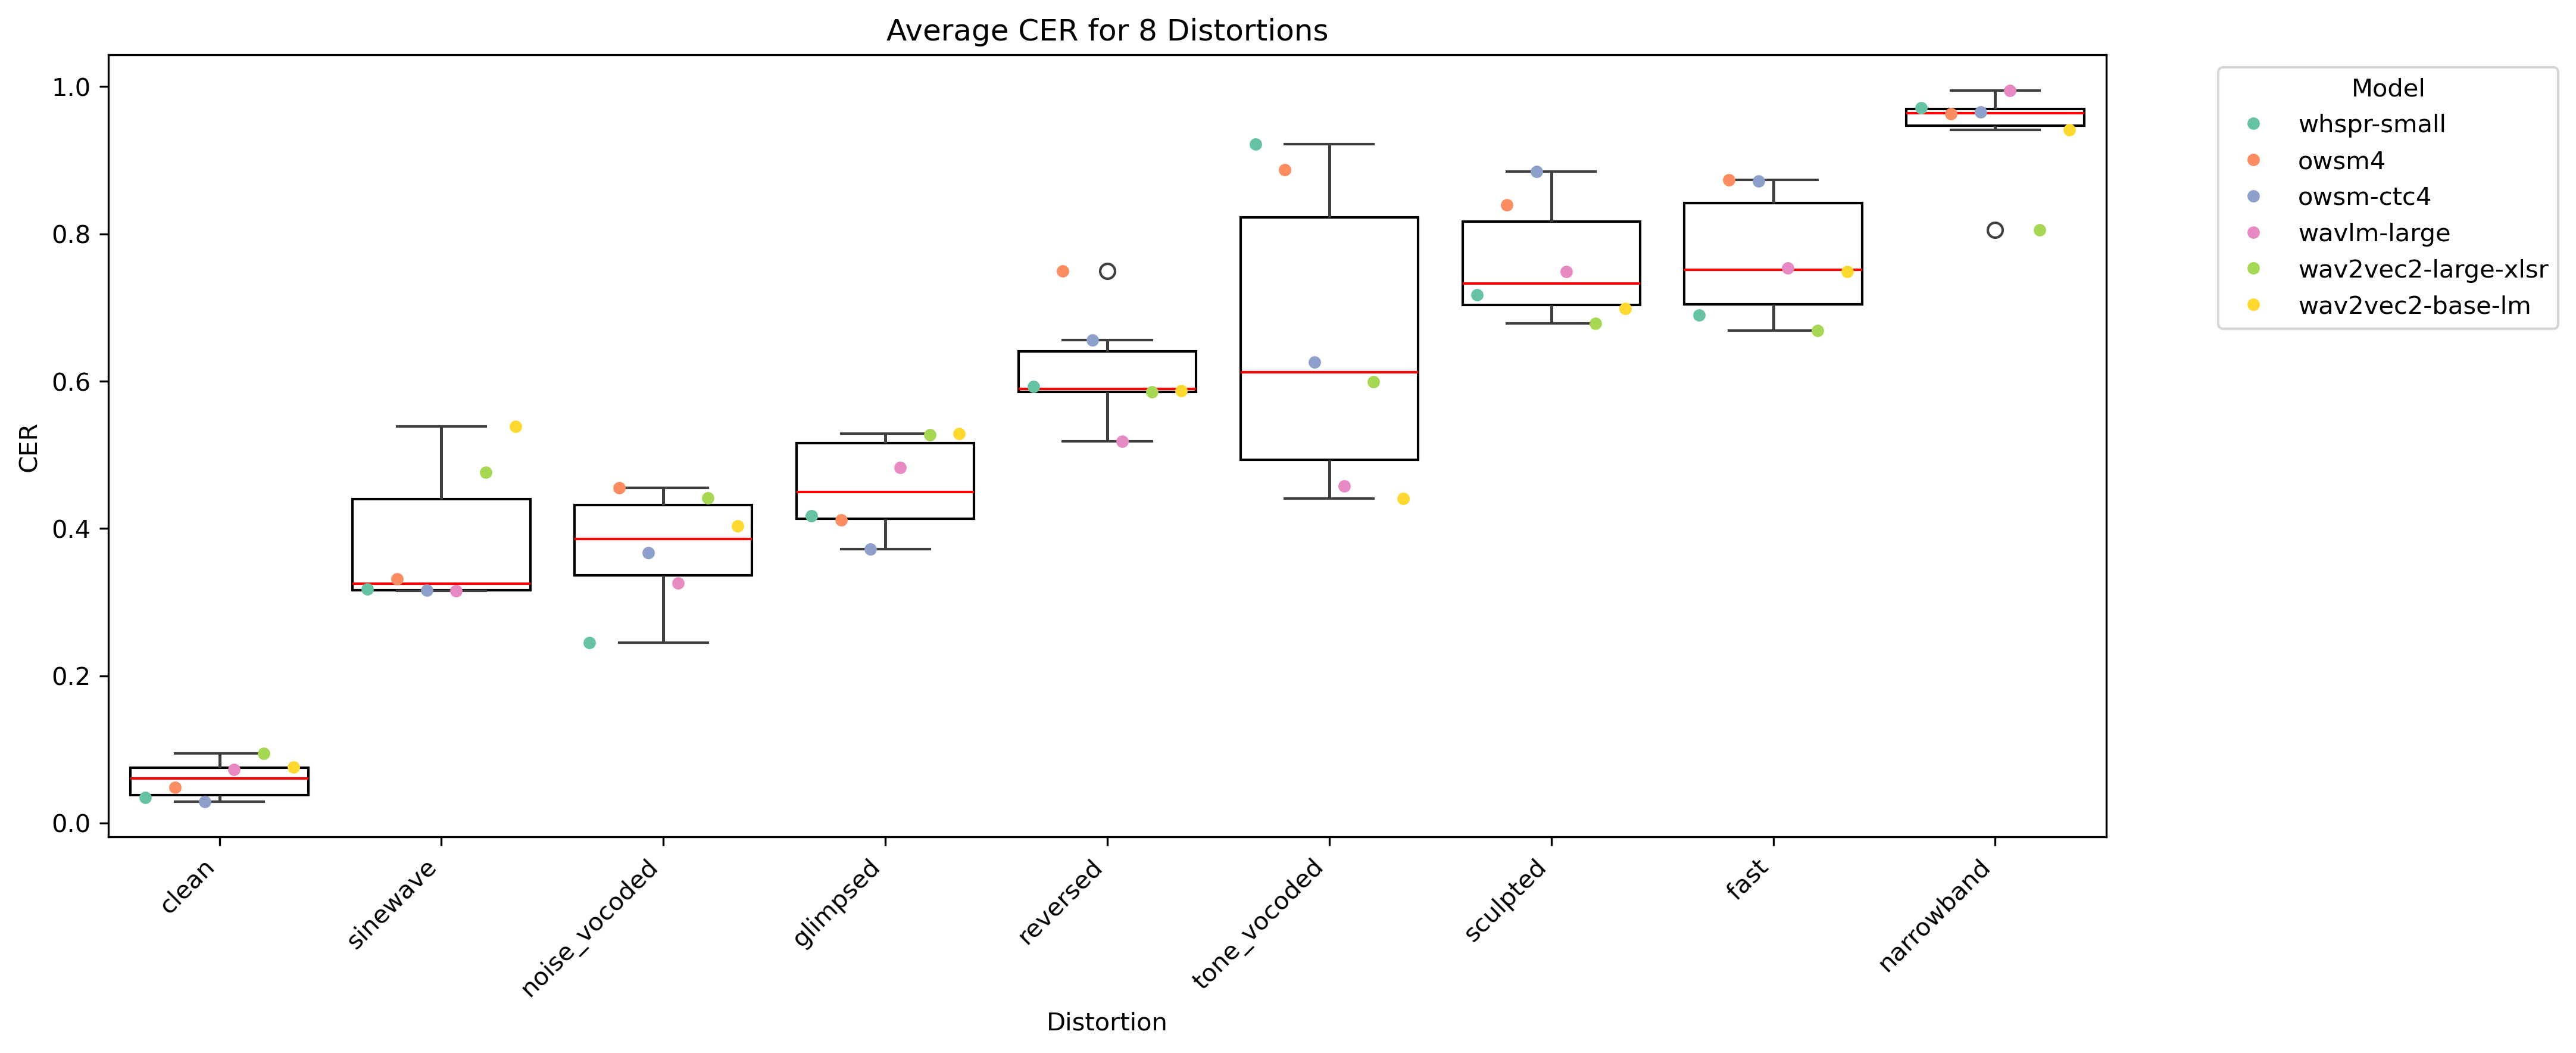 Average CER for 8 Distortions
CER
1.0
0.8
0.6
0.4
0.2
0.0
clean
sinewave
noise_vocoded
glimpsed
reversed
tone_vocoded
sculpted
fast
narrowband
Distortion
Model
whspr-small
owsm4
owsm-ctc4
wavlm-large
wav2vec2-large-xlsr
wav2vec2-base-lm